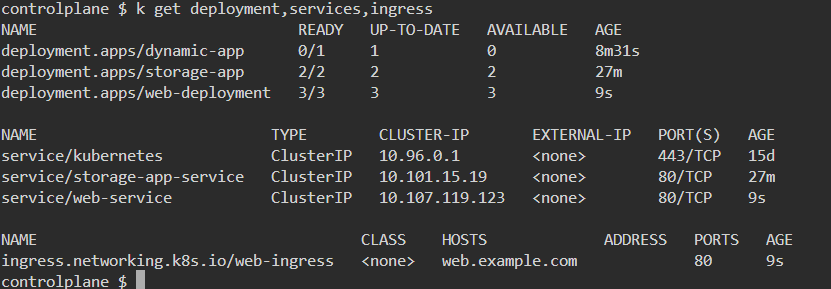 controlplane $ k get deployment,services,ingress
NAME READY UP-TO-DATE AVAILABLE AGE
deployment.apps/dynamic-app 0/1 1 0 8m31s
deployment.apps/storage-app 2/2 2 2 27m
deployment.apps/web-deployment 3/3 3 3 9s
NAME TYPE CLUSTER-IP EXTERNAL-IP PORT(S) AGE
service/kubernetes ClusterIP 10.96.0.1 <none> 443/TCP 15d
service/storage-app-service ClusterIP 10.101.15.19 <none> 80/TCP 27m
service/web-service ClusterIP 10.107.119.123 <none> 80/TCP 9s
NAME CLASS HOSTS ADDRESS PORTS AGE
ingress.networking.k8s.io/web-ingress <none> web.example.com 80 9s
controlplane $